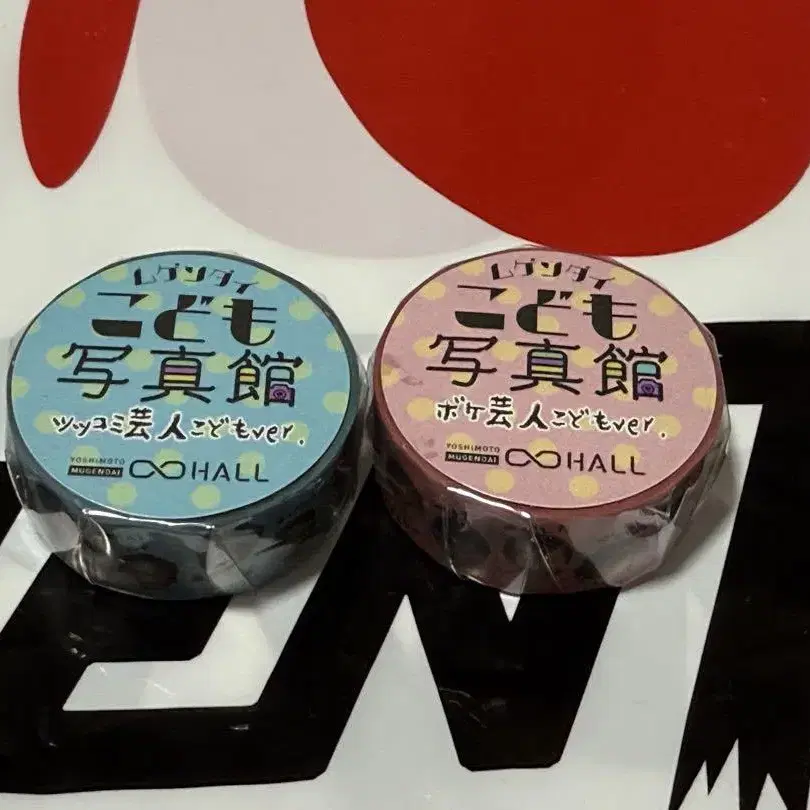 ムゲンダイ
こども
写真館
ツッコミ芸人こどもver.
YOSHIMOTO
MUGENDAI
∞HALL
ムゲンダイ
こども
写真館
ボケ芸人こどもver.
YOSHIMOTO
MUGENDAI
∞HALL